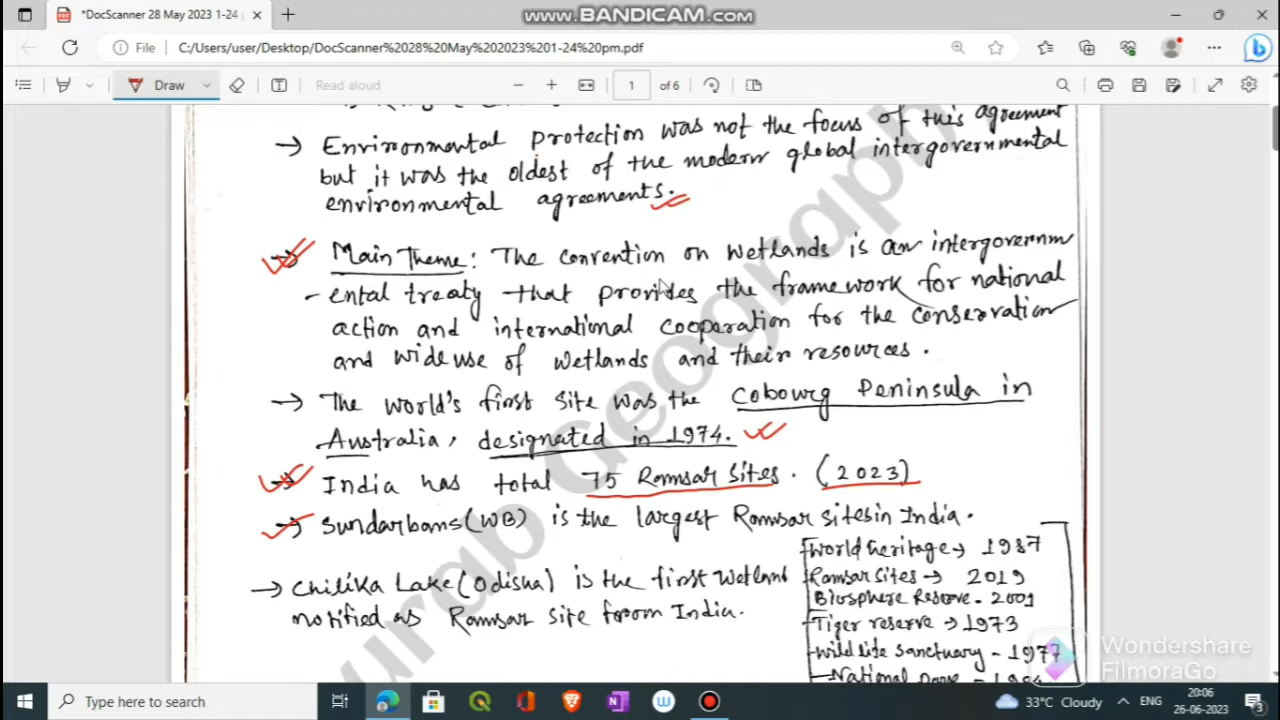 *DocScanner 28 May 2023 1-24
www.BANDICAM.com
File C:/Users/user/Desktop/DocScanner%2028%20May%202023%201-24%20pm.pdf
Draw Read aloud 1 of 6
→ Environmental protection was not the focus of this agreement
but it was the oldest of the modern global intergovernmental
environmental agreements.
→ Main Theme: The convention on wetlands is an intergovernm
- ental treaty that provides the framework for national
action and international cooperation for the conservation
and wide use of wetlands and their resources.
→ The world's first site was the Cobourg Peninsula in
Australia, designated in 1974.
→ India has total 75 Ramsar Sites. (2023)
→ Sundarbans (WB) is the largest Ramsar sites in India.
→ Chilika Lake (Odisha) is the first Wetland
notified as Ramsar site from India.
World heritage → 1987
Ramsar sites → 2019
Biosphere Reserve - 2001
Tiger reserve → 1973
Wild life sanctuary - 1977
National
urab Geograph
Wondershare
FilmoraGo
Type here to search
33°C Cloudy ENG 20:06
26-06-2023 3